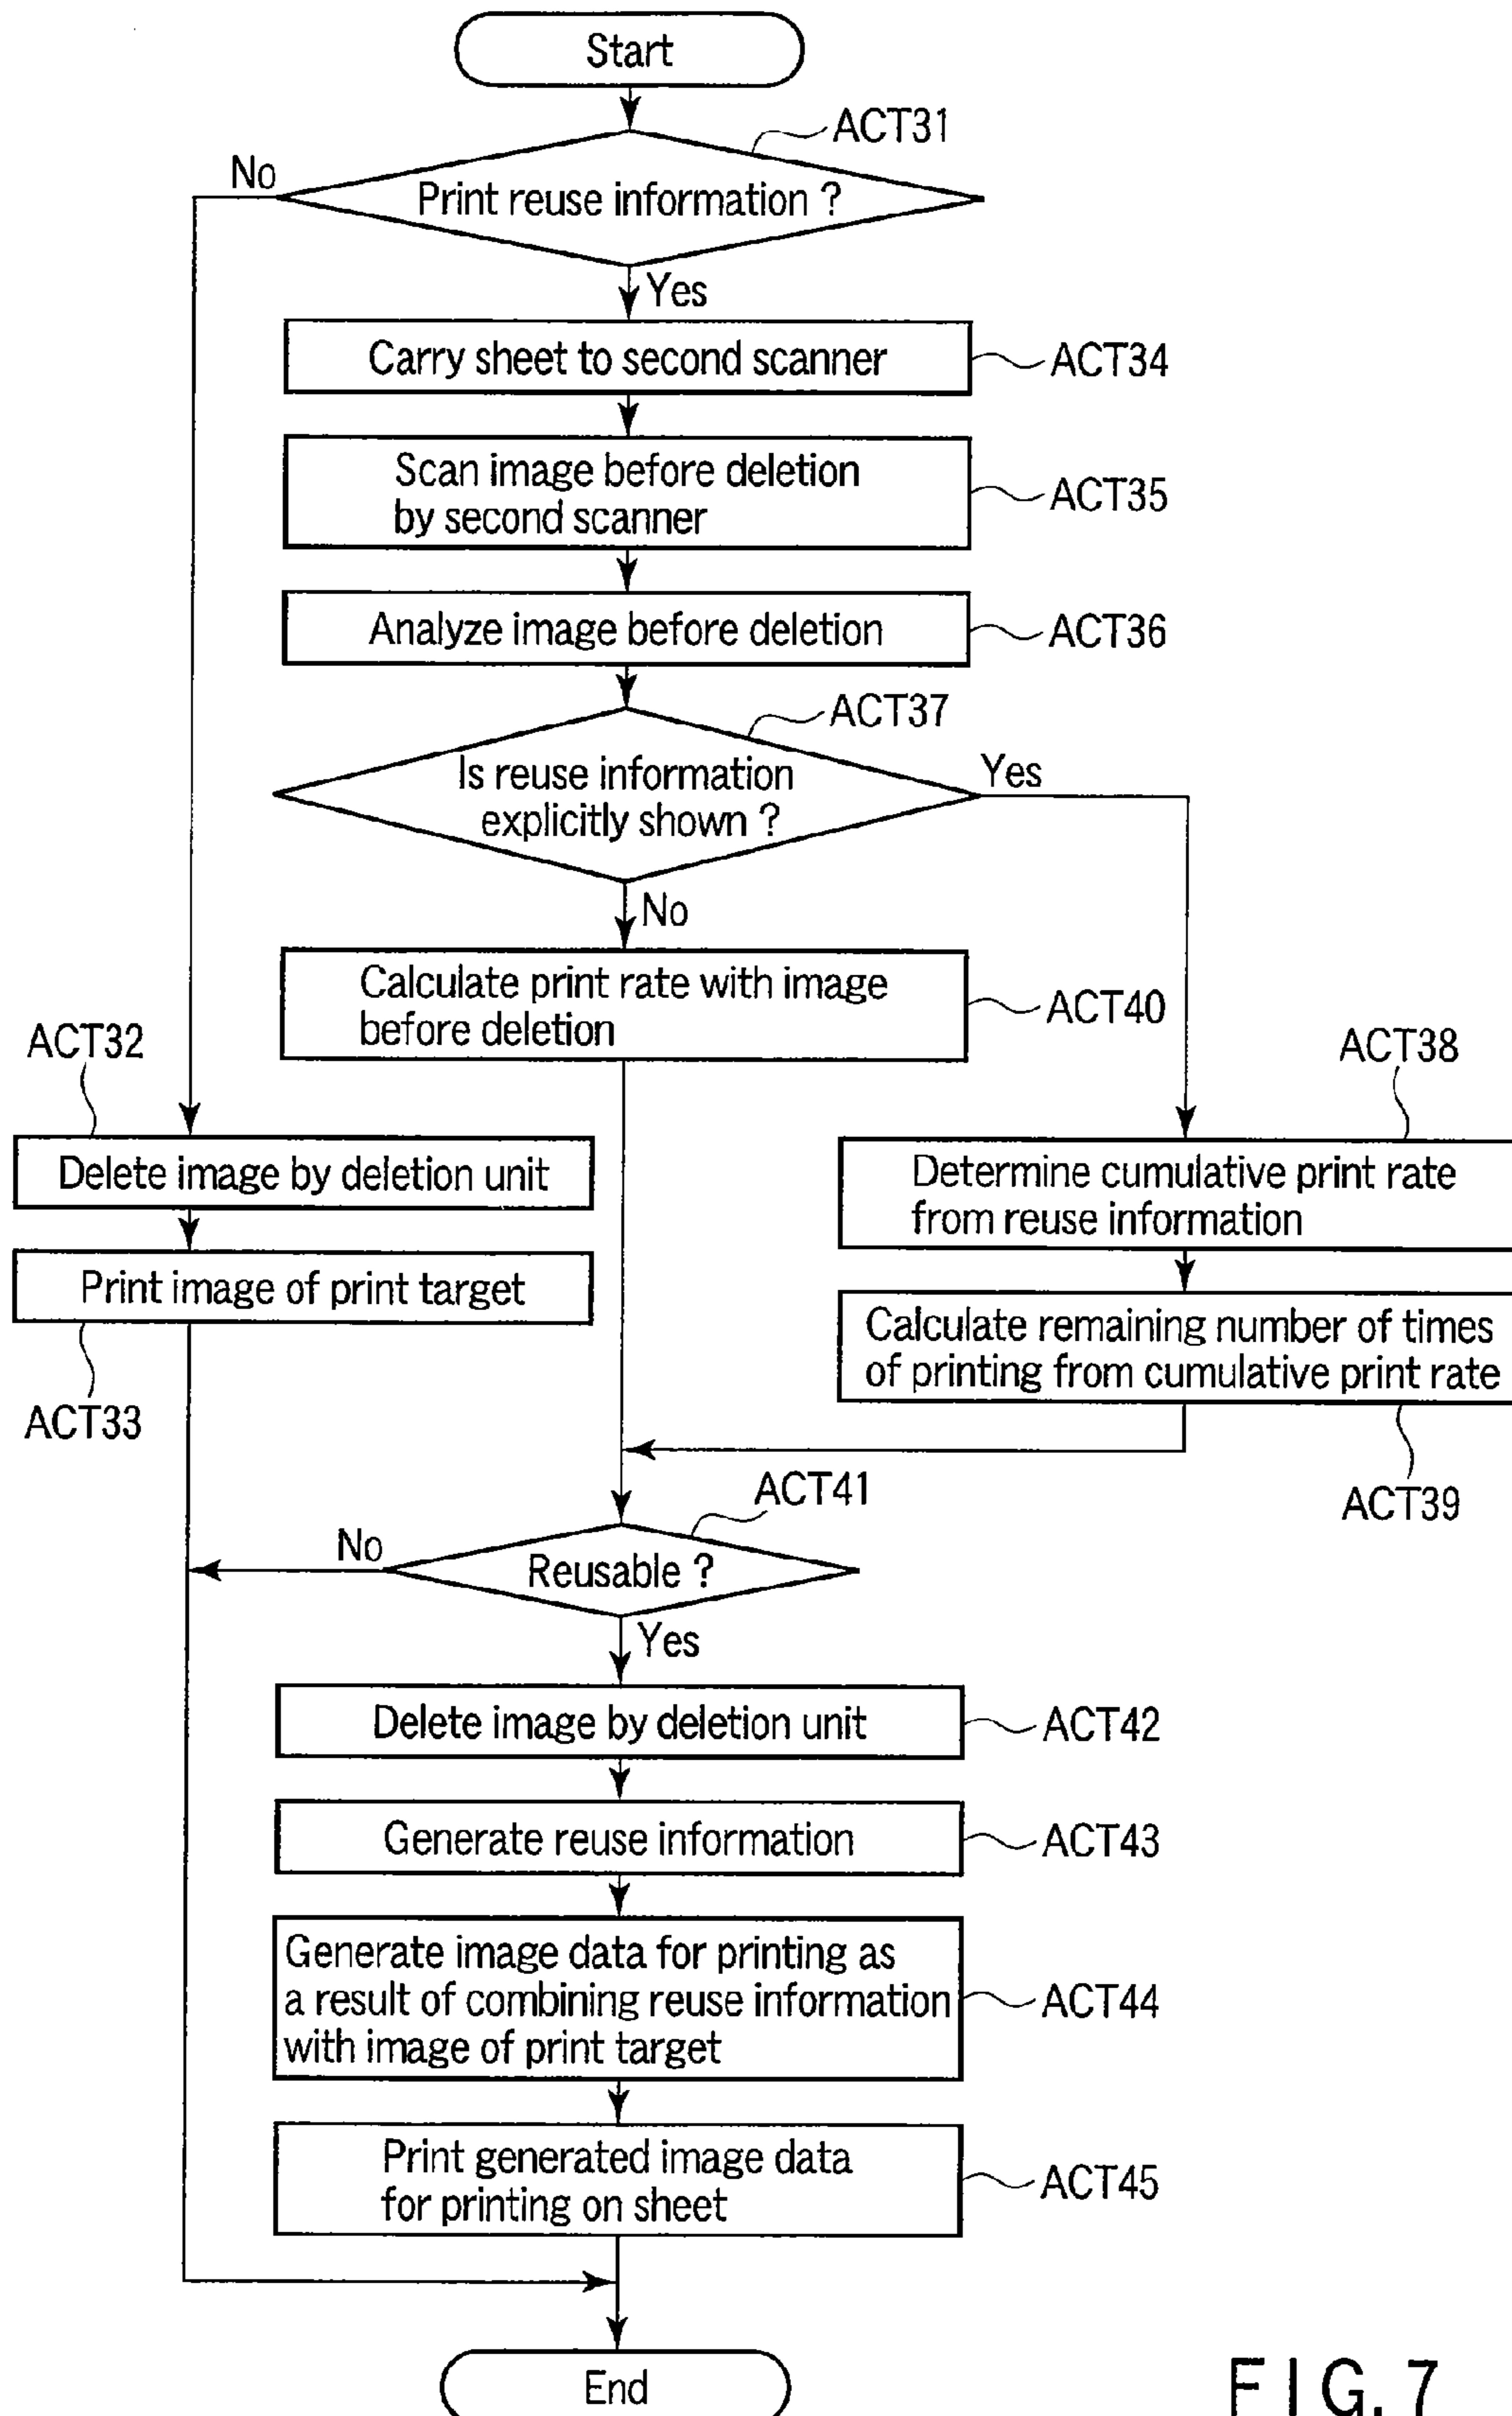 Start
ACT31
No
Print reuse information ?
Yes
Carry sheet to second scanner
ACT34
Scan image before deletion
by second scanner
ACT35
Analyze image before deletion
ACT36
ACT37
Is reuse information
explicitly shown ?
Yes
No
Calculate print rate with image
before deletion
ACT40
ACT32
ACT38
Delete image by deletion unit
Determine cumulative print rate
from reuse information
Print image of print target
Calculate remaining number of times
of printing from cumulative print rate
ACT33
ACT39
ACT41
No
Reusable ?
Yes
Delete image by deletion unit
ACT42
Generate reuse information
ACT43
Generate image data for printing as
a result of combining reuse information
with image of print target
ACT44
Print generated image data
for printing on sheet
ACT45
End
FIG. 7